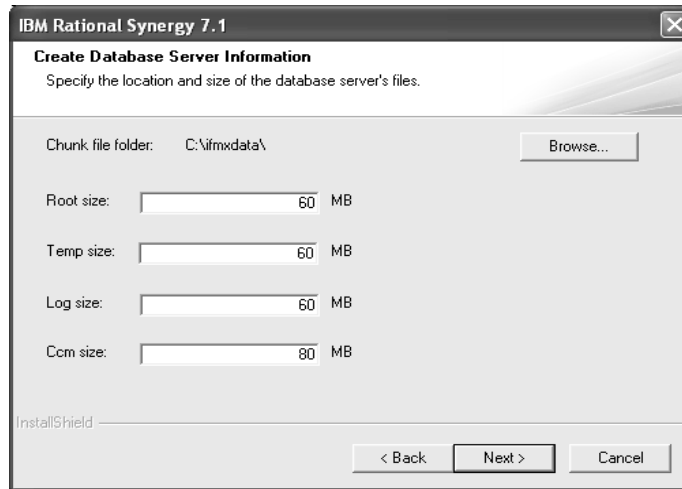 IBM Rational Synergy 7.1
Create Database Server Information
Specify the location and size of the database server's files.
Chunk file folder: C:\ifmxdata\ Browse...
Root size: 60 MB
Temp size: 60 MB
Log size: 60 MB
Ccm size: 80 MB
InstallShield
< Back Next > Cancel